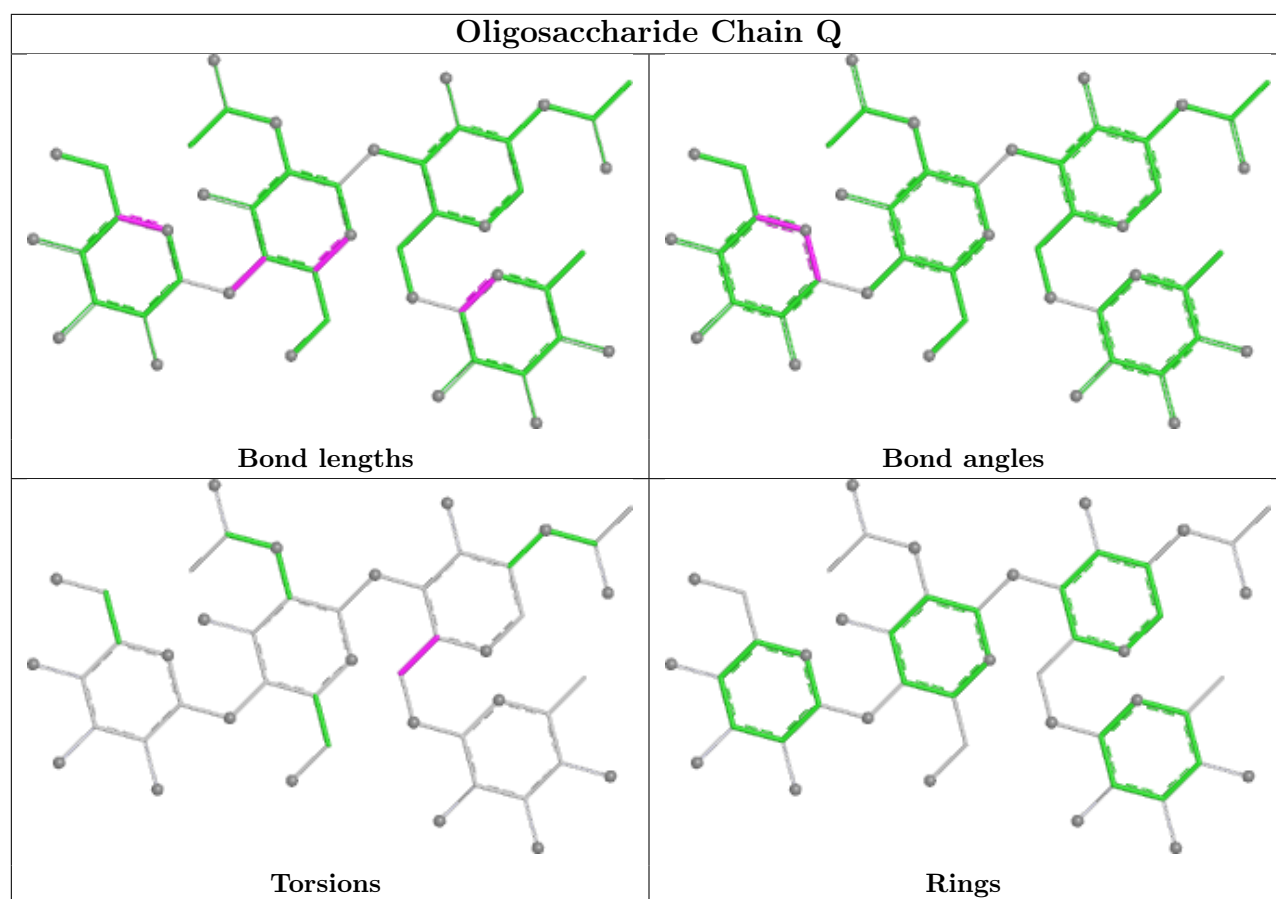 Oligosaccharide Chain Q
Bond lengths
Bond angles
Torsions
Rings